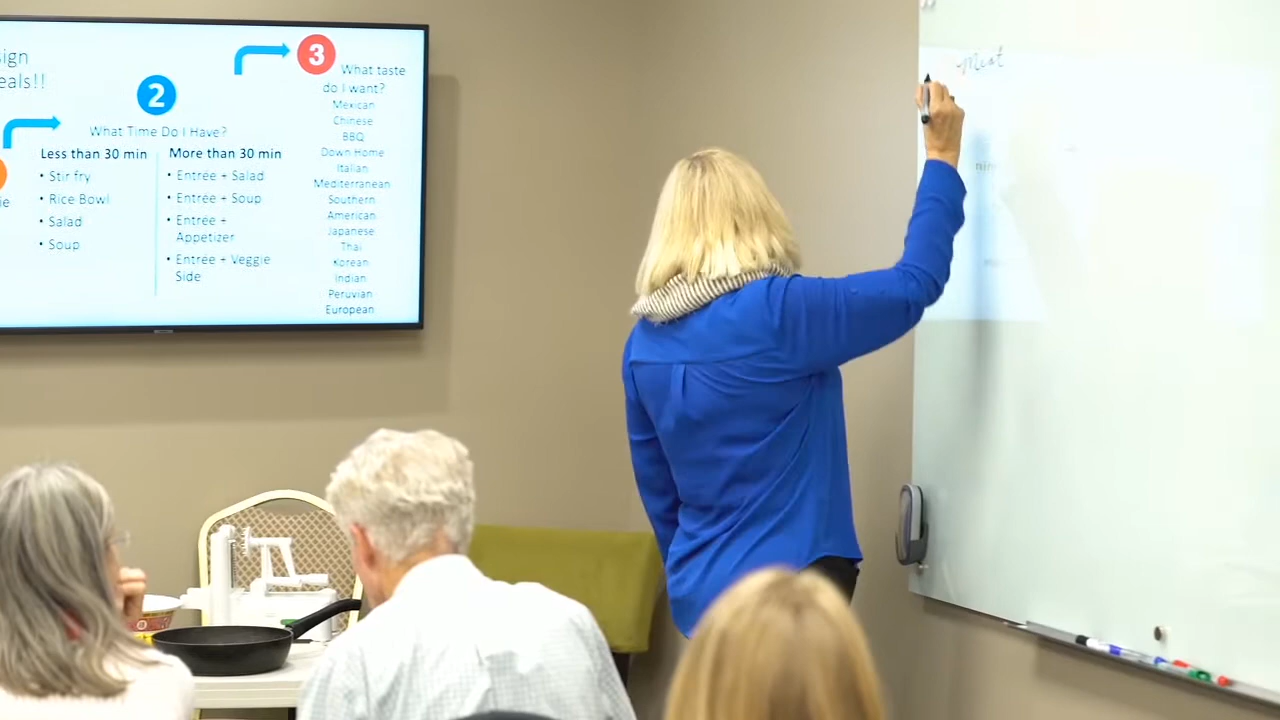 ign
eals!!
ie
2
What Time Do I Have?
Less than 30 min
• Stir fry
• Rice Bowl
• Salad
• Soup
More than 30 min
• Entrée + Salad
• Entrée + Soup
• Entrée +
Appetizer
• Entrée + Veggie
Side
3
What taste
do I want?
Mexican
Chinese
BBQ
Down Home
Italian
Mediterranean
Southern
American
Japanese
Thai
Korean
Indian
Peruvian
European
Meat